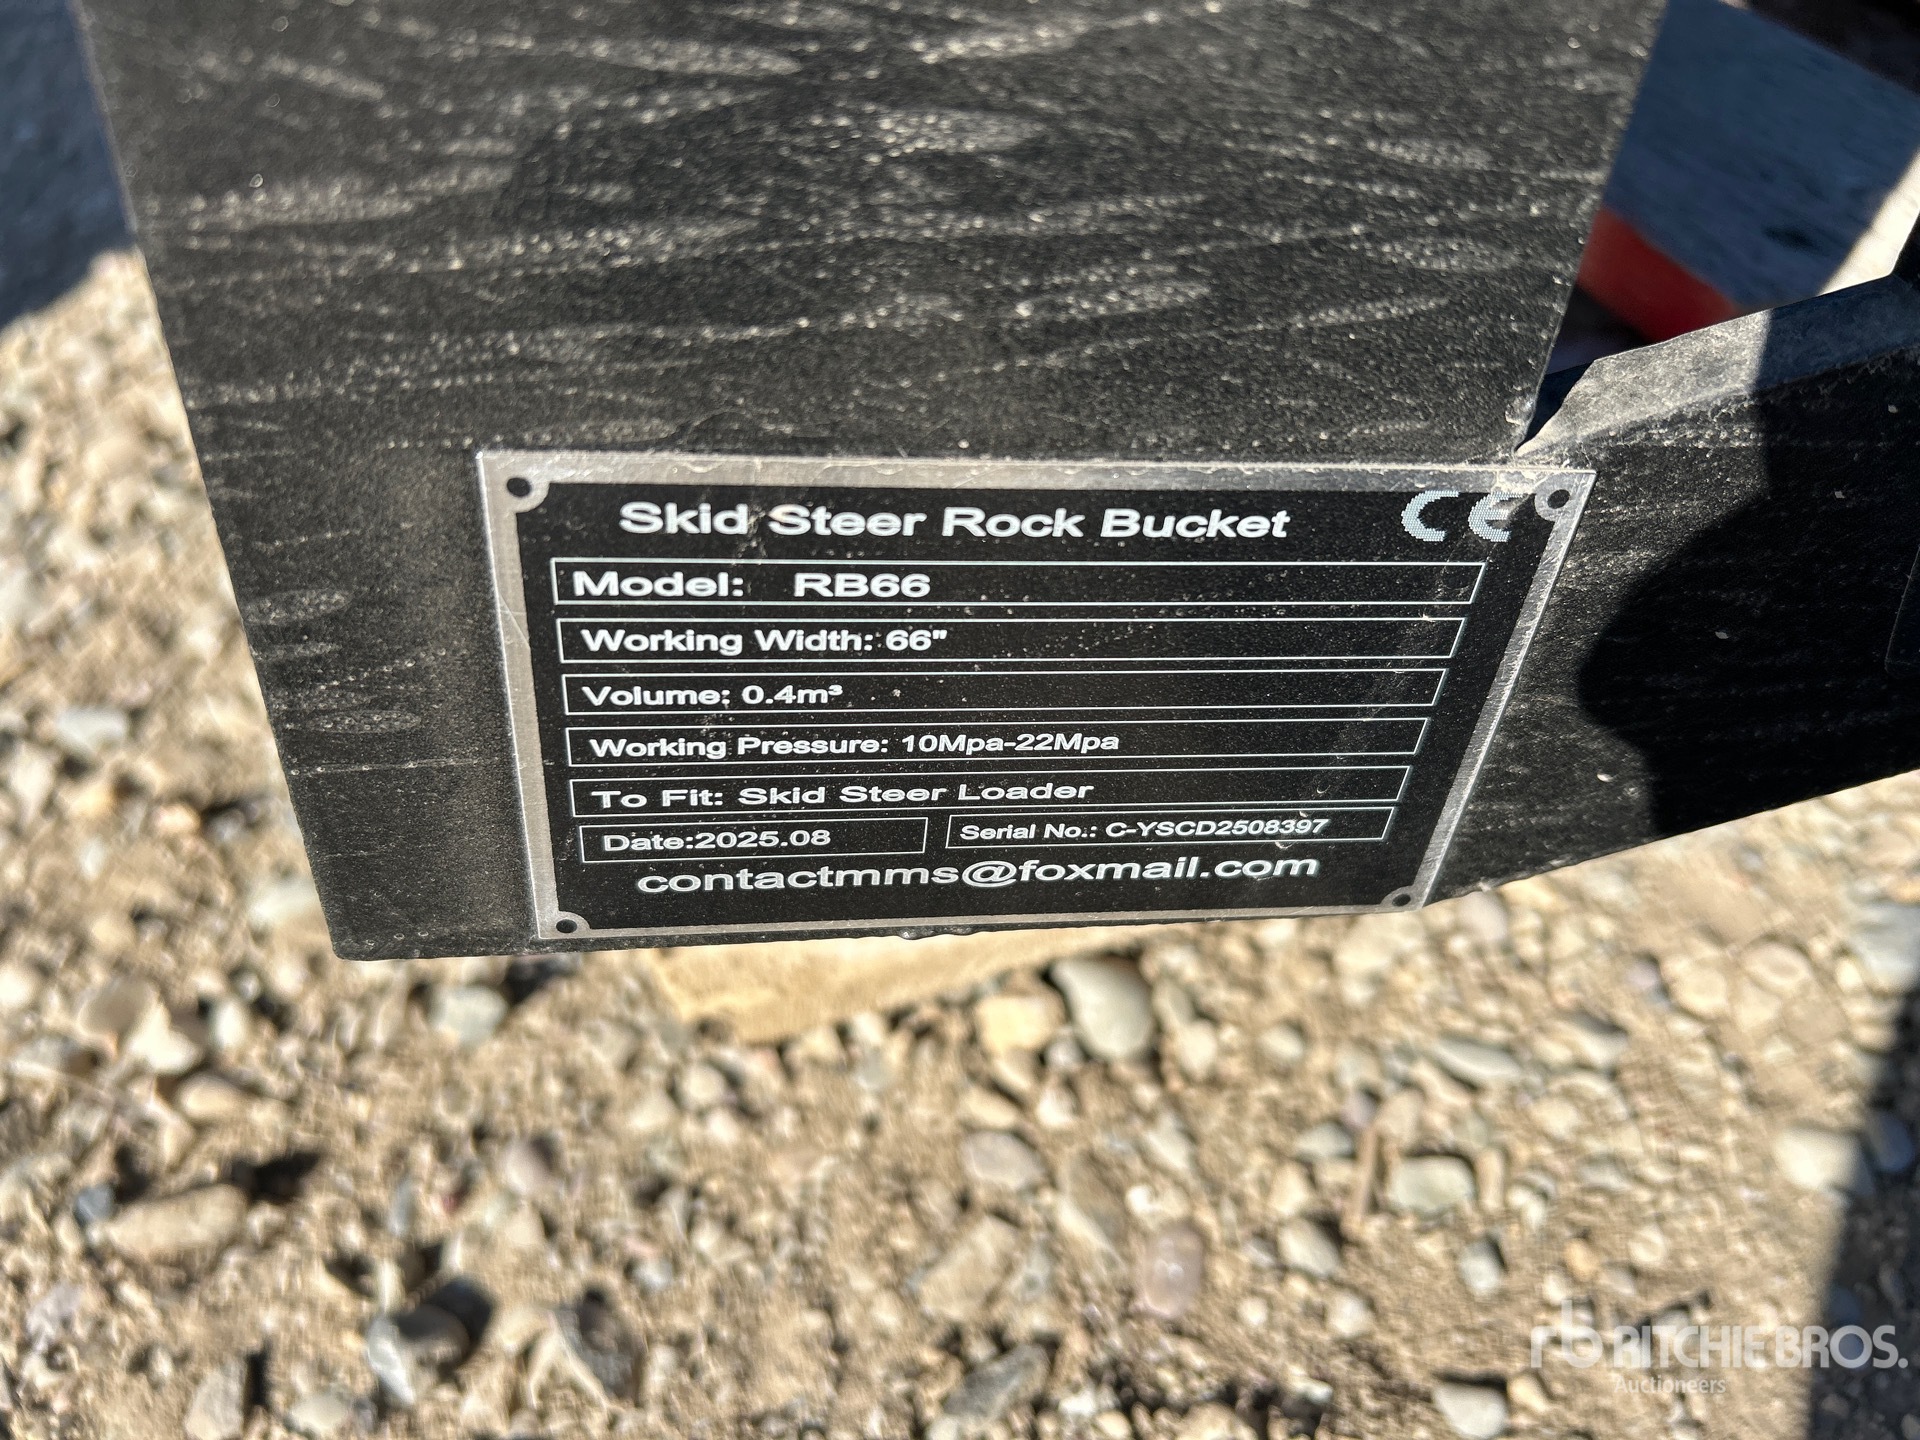 Skid Steer Rock Bucket CE
Model: RB66
Working Width: 66"
Volume: 0.4m³
Working Pressure: 10Mpa-22Mpa
To Fit: Skid Steer Loader
Date:2025.08 Serial No.: C-YSCD2508397
contactmms@foxmail.com
rb RITCHIE BROS.
Auctioneers